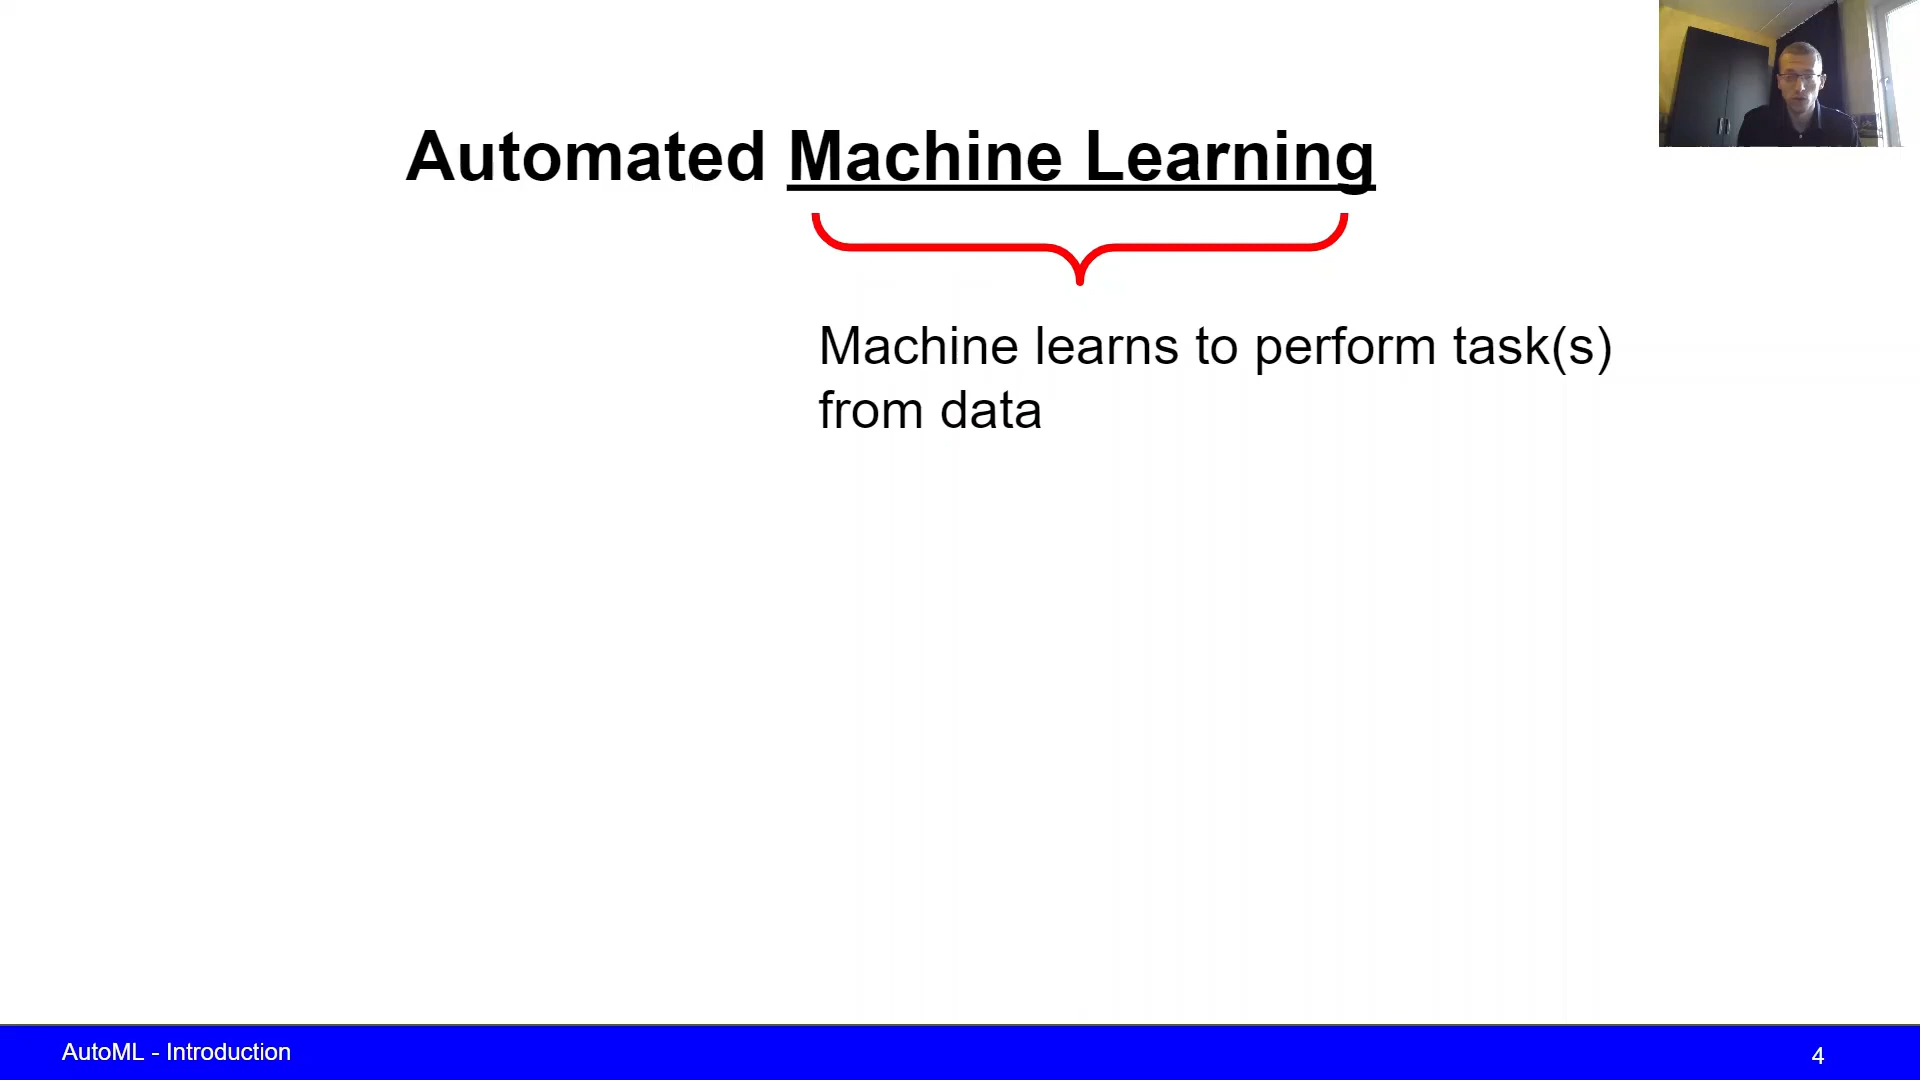 Automated Machine Learning
Machine learns to perform task(s)
from data
AutoML - Introduction
4